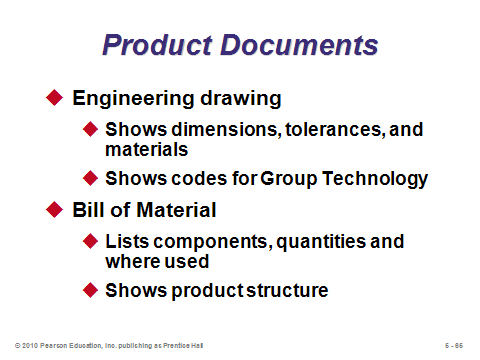 Product Documents
Engineering drawing
Shows dimensions, tolerances, and
materials
Shows codes for Group Technology
Bill of Material
Lists components, quantities and
where used
Shows product structure
© 2010 Pearson Education, Inc. publishing as Prentice Hall
5 - 65